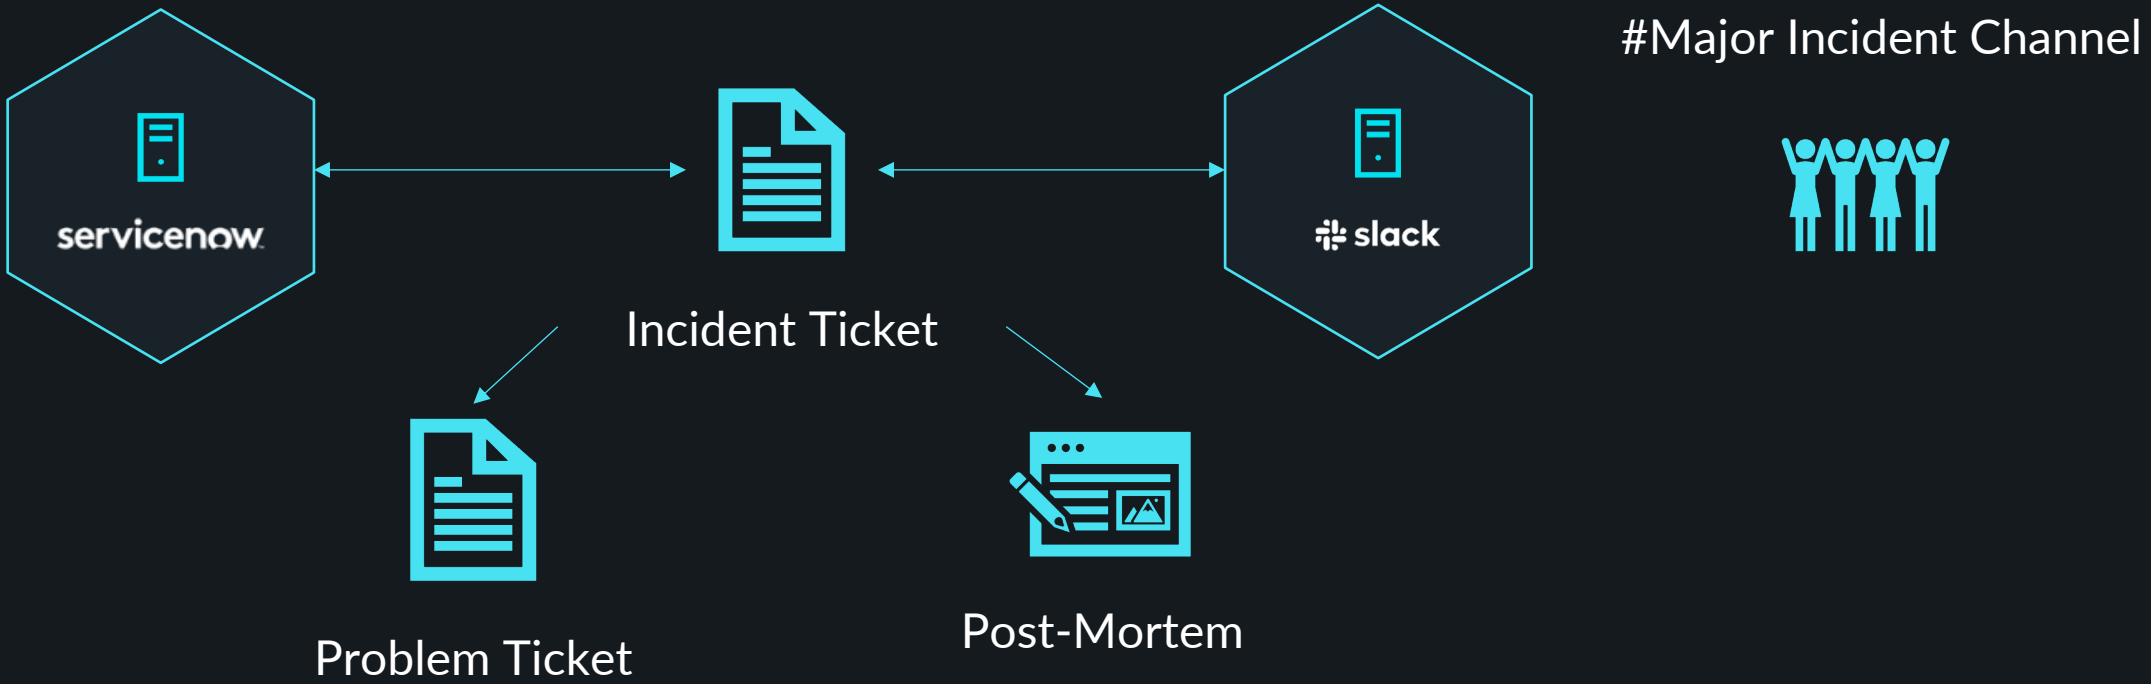 #Major Incident Channel
servicenow
slack
Incident Ticket
Post-Mortem
Problem Ticket